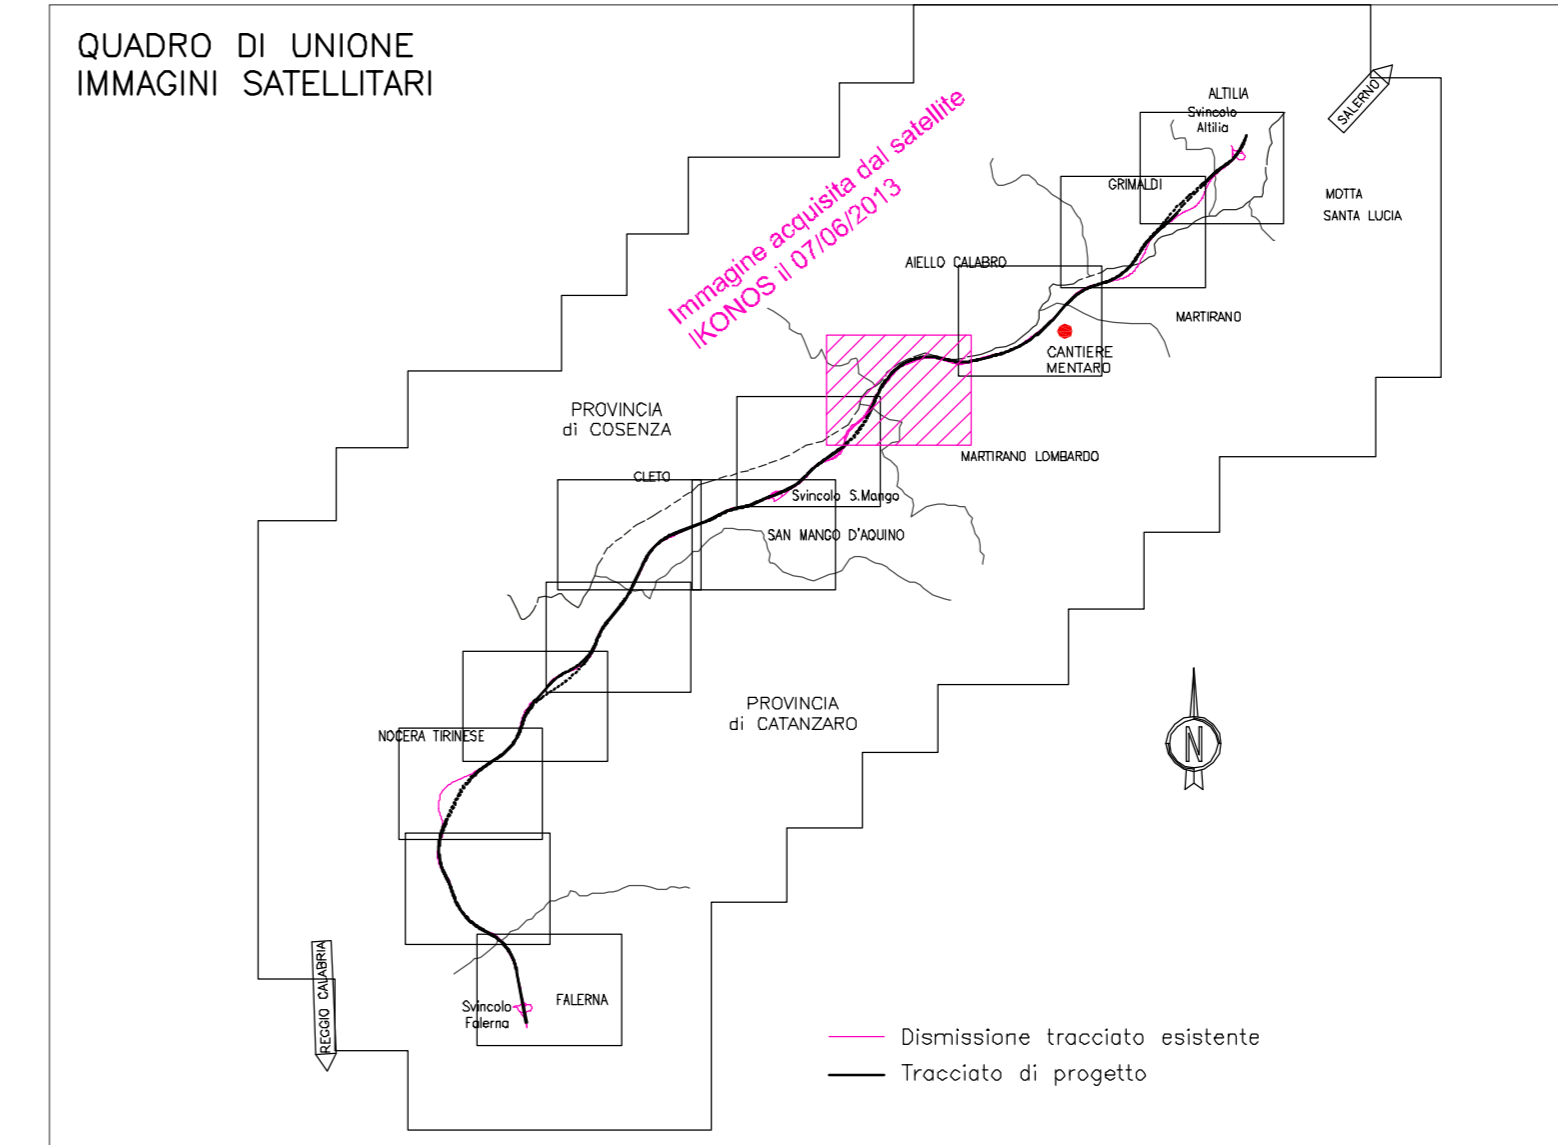 QUADRO DI UNIONE
IMMAGINI SATELLITARI
SALERNO
ALTILIA
Svincolo
Altilia
Immagine acquisita dal satellite
IKONOS il 07/06/2013
GRIMALDI
MOTTA
SANTA LUCIA
AIELLO CALABRO
MARTIRANO
CANTIERE
MENTARO
PROVINCIA
di COSENZA
MARTIRANO LOMBARDO
CLETO
Svincolo S.Mango
SAN MANGO D'AQUINO
PROVINCIA
di CATANZARO
NOCERA TIRINESE
N
REGGIO CALABRIA
Svincolo
Falerna
FALERNA
Dismissione tracciato esistente
Tracciato di progetto